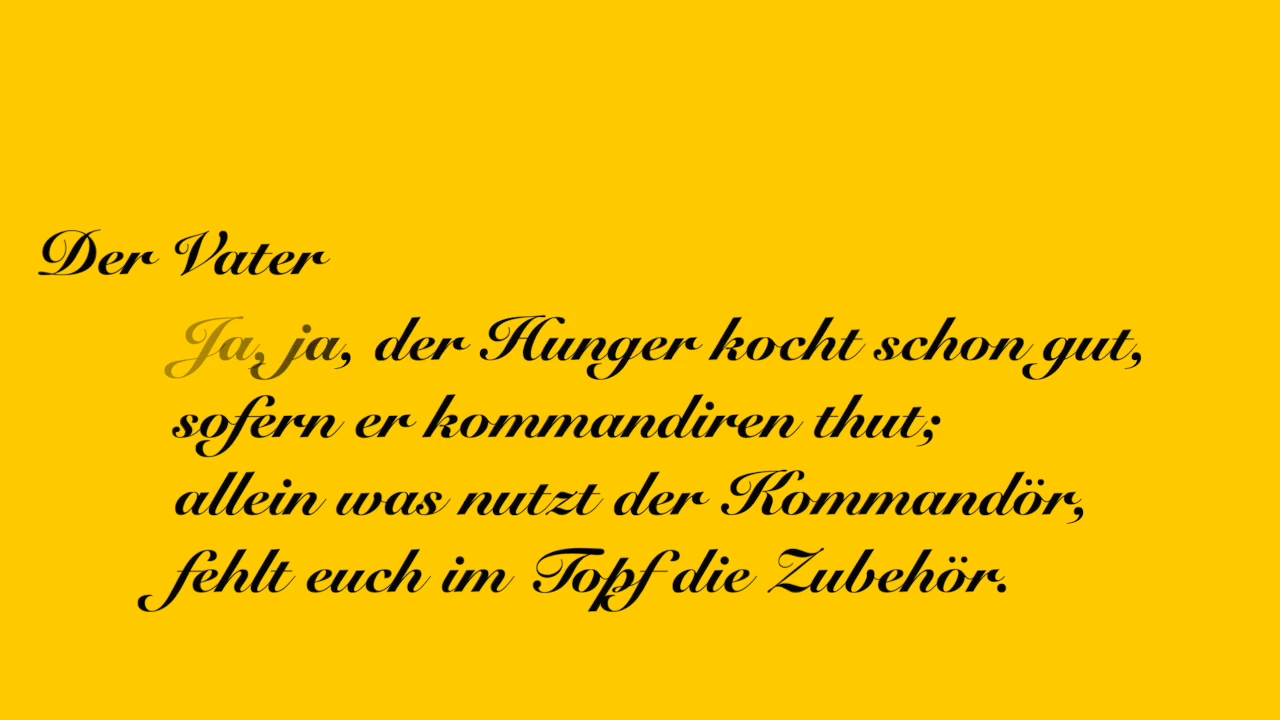 Der Vater
Ja, ja, der Hunger kocht schon gut,
sofern er kommandiren thut;
allein was nutzt der Kommandör,
fehlt euch im Topf die Zubehör.